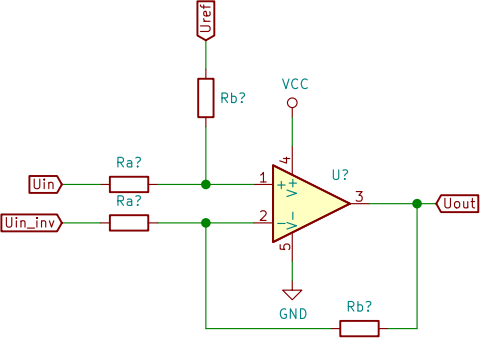 Uref
Rb?
VCC
Ra?
U?
4
Uin
1
+
V+
Ra?
3
Uout
Uin_inv
2
-
V-
5
GND
Rb?